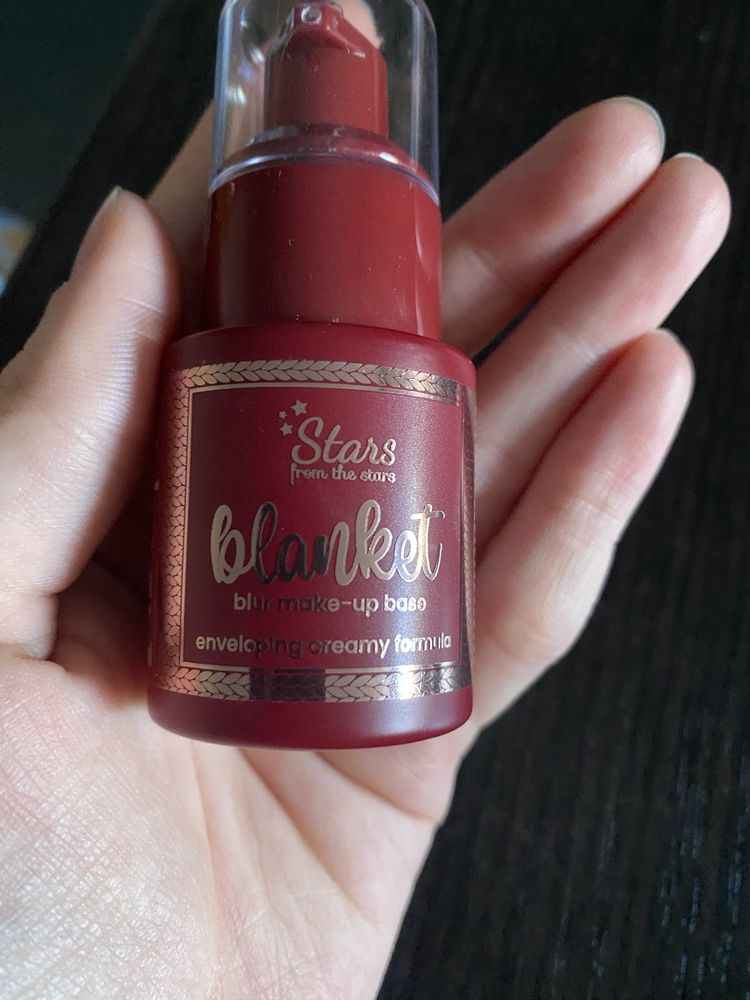 Stars
from the stars
blanket
blur make-up base
enveloping creamy formula